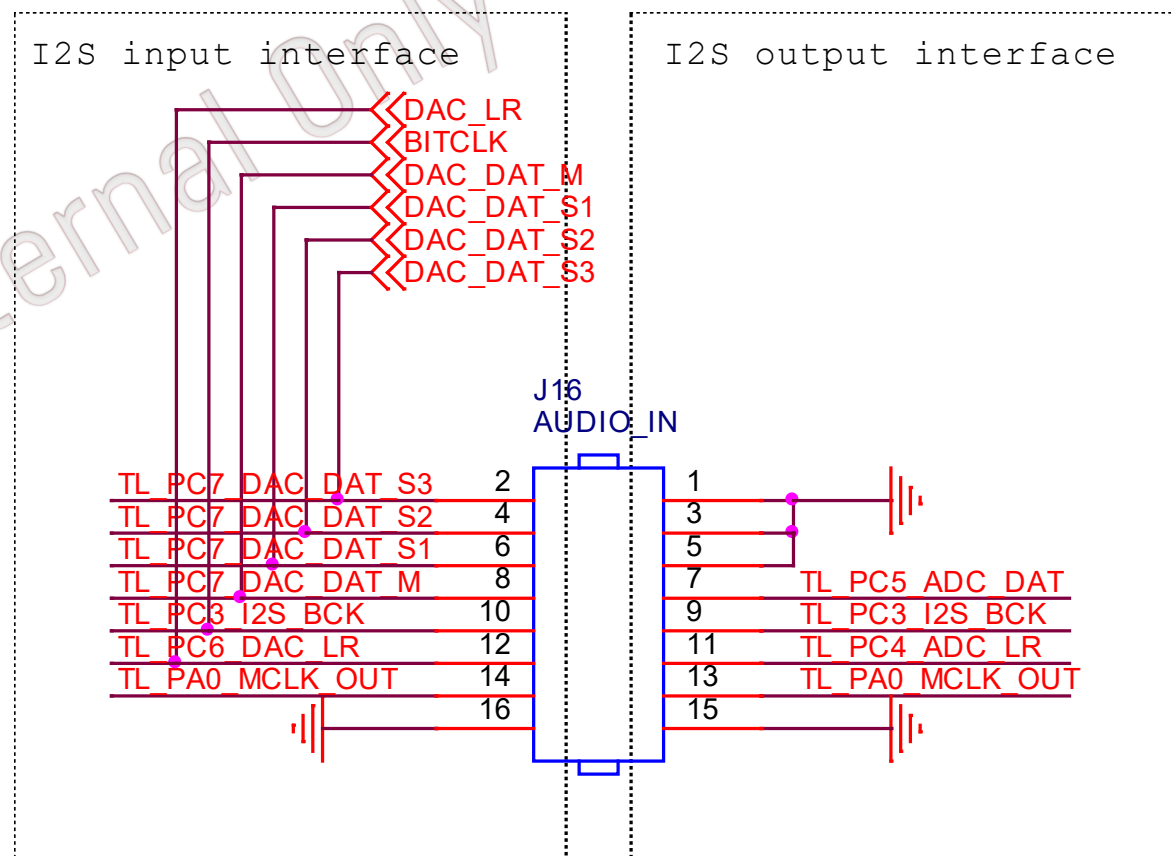 I2S input interface
I2S output interface
ernal Only
DAC_LR
BITCLK
DAC_DAT_M
DAC_DAT_S1
DAC_DAT_S2
DAC_DAT_S3
J16
AUDIO_IN
TL_PC7_DAC_DAT_S3 2 1
TL_PC7_DAC_DAT_S2 4 3
TL_PC7_DAC_DAT_S1 6 5
TL_PC7_DAC_DAT_M 8 7 TL_PC5_ADC_DAT
TL_PC3_I2S_BCK 10 9 TL_PC3_I2S_BCK
TL_PC6_DAC_LR 12 11 TL_PC4_ADC_LR
TL_PA0_MCLK_OUT 14 13 TL_PA0_MCLK_OUT
16 15